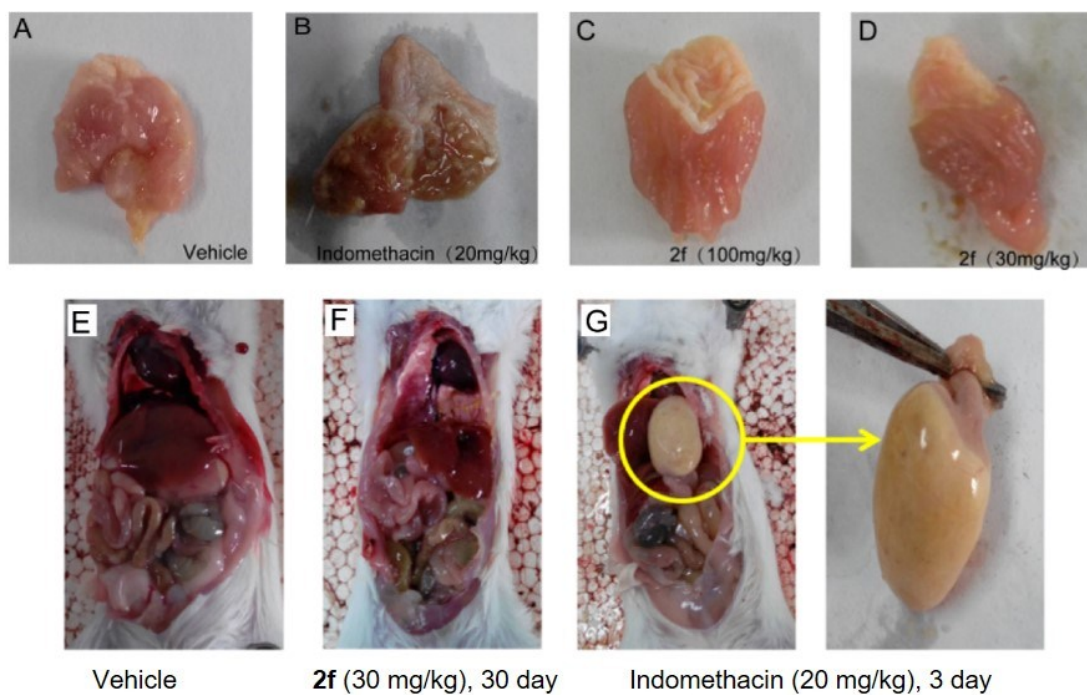 A
B
C
D
Vehicle
Indomethacin (20mg/kg)
2f (100mg/kg)
2f (30mg/kg)
E
F
G
Vehicle
2f (30 mg/kg), 30 day
Indomethacin (20 mg/kg), 3 day